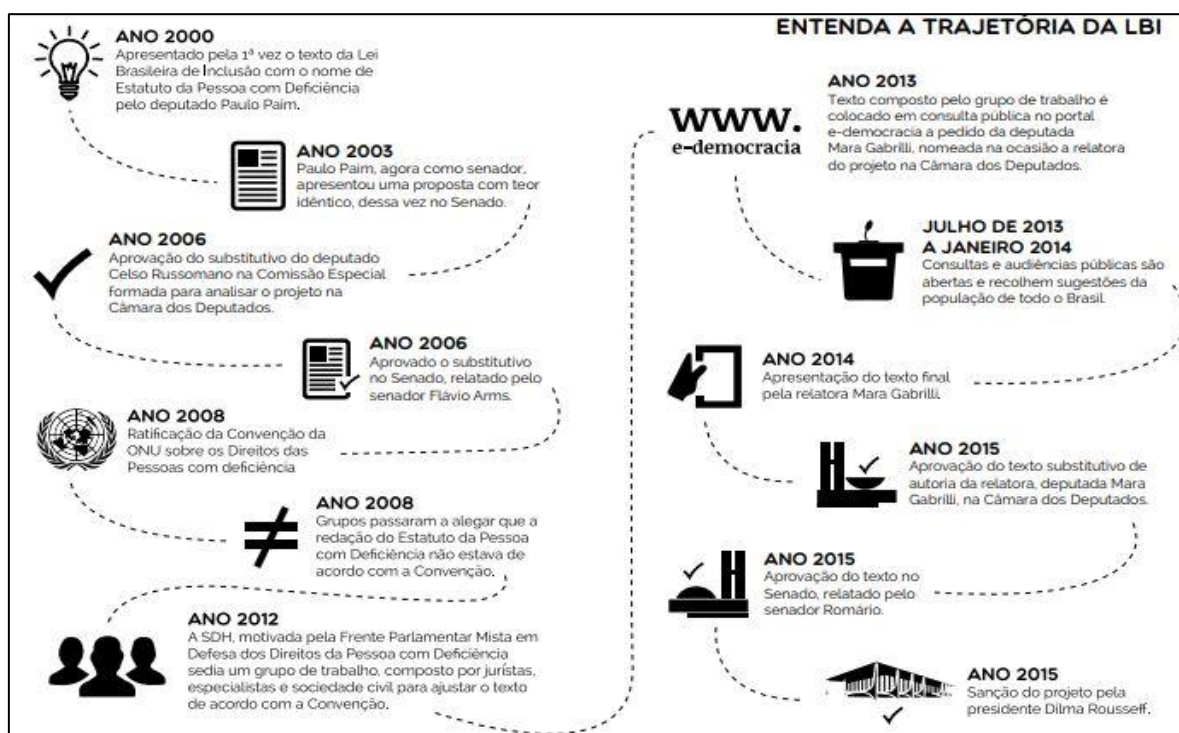 ENTENDA A TRAJETÓRIA DA LBI
ANO 2000
Apresentado pela 1ª vez o texto da Lei
Brasileira de Inclusão com o nome de
Estatuto da Pessoa com Deficiência
pelo deputado Paulo Paim.
ANO 2003
Paulo Paim, agora como senador,
apresentou uma proposta com teor
idêntico, dessa vez no Senado.
ANO 2006
Aprovação do substitutivo do deputado
Celso Russomano na Comissão Especial
formada para analisar o projeto na
Câmara dos Deputados.
ANO 2006
Aprovado o substitutivo
no Senado, relatado pelo
senador Flávio Arms.
ANO 2008
Ratificação da Convenção da
ONU sobre os Direitos das
Pessoas com deficiência
ANO 2008
Grupos passaram a alegar que a
redação do Estatuto da Pessoa
com Deficiência não estava de
acordo com a Convenção.
ANO 2012
A SDH, motivada pela Frente Parlamentar Mista em
Defesa dos Direitos da Pessoa com Deficiência
sedia um grupo de trabalho, composto por juristas,
especialistas e sociedade civil para ajustar o texto
de acordo com a Convenção.
www.
e-democracia
ANO 2013
Texto composto pelo grupo de trabalho é
colocado em consulta pública no portal
e-democracia a pedido da deputada
Mara Gabrilli, nomeada na ocasião a relatora
do projeto na Câmara dos Deputados.
JULHO DE 2013
A JANEIRO 2014
Consultas e audiências públicas são
abertas e recolhem sugestões da
população de todo o Brasil.
ANO 2014
Apresentação do texto final
pela relatora Mara Gabrilli.
ANO 2015
Aprovação do texto substitutivo de
autoria da relatora, deputada Mara
Gabrilli, na Câmara dos Deputados.
ANO 2015
Aprovação do texto no
Senado, relatado pelo
senador Romário.
ANO 2015
Sanção do projeto pela
presidente Dilma Rousseff.